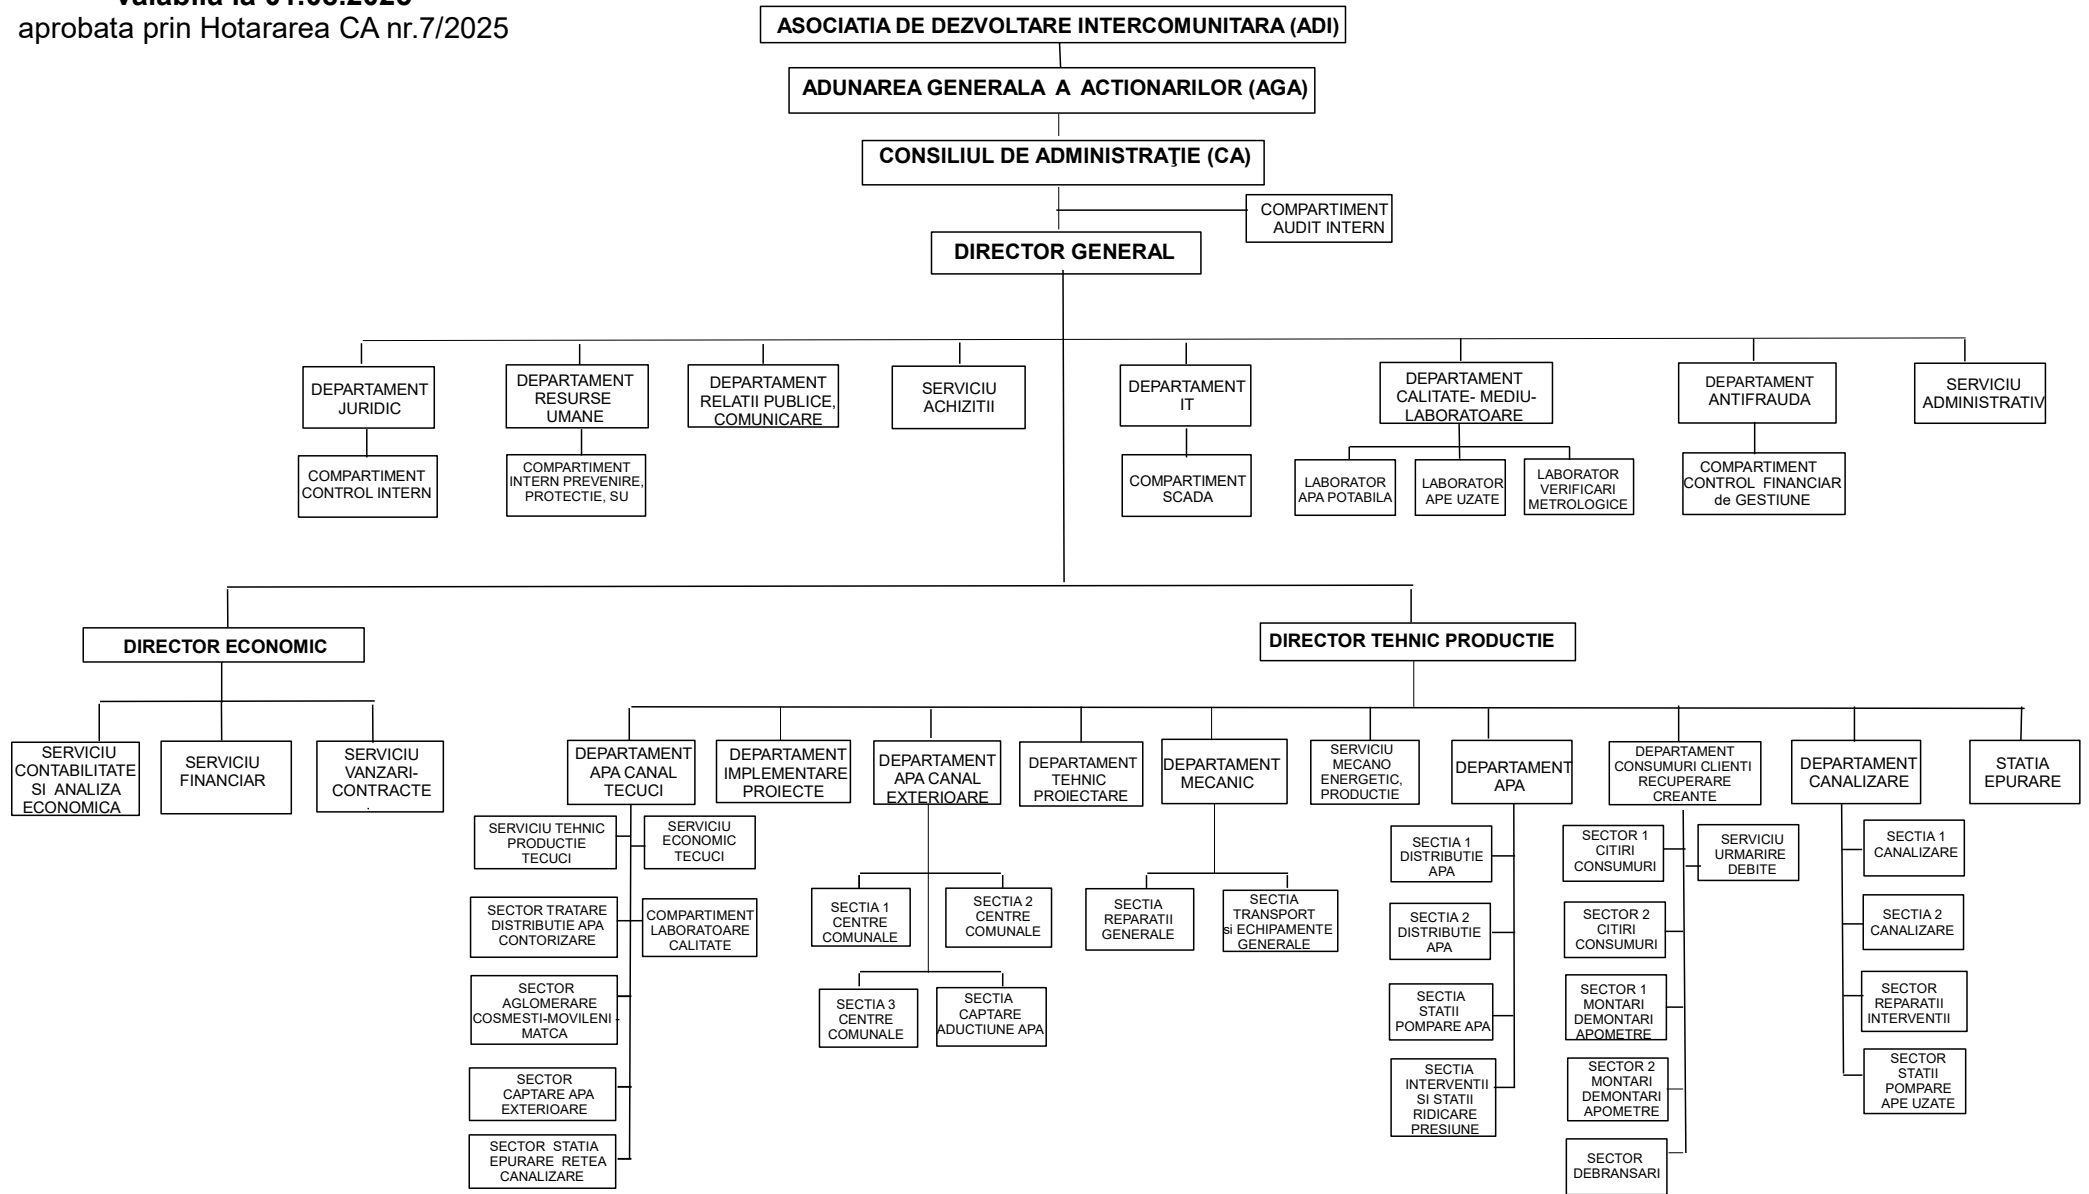 aprobata prin Hotararea CA nr.7/2025
ASOCIATIA DE DEZVOLTARE INTERCOMUNITARA (ADI)
ADUNAREA GENERALA A ACTIONARILOR (AGA)
CONSILIUL DE ADMINISTRAŢIE (CA)
COMPARTIMENT
AUDIT INTERN
DIRECTOR GENERAL
DEPARTAMENT
JURIDIC
DEPARTAMENT
RESURSE
UMANE
DEPARTAMENT
RELATII PUBLICE,
COMUNICARE
SERVICIU
ACHIZITII
DEPARTAMENT
IT
DEPARTAMENT
CALITATE- MEDIU-
LABORATOARE
DEPARTAMENT
ANTIFRAUDA
SERVICIU
ADMINISTRATIV
COMPARTIMENT
CONTROL INTERN
COMPARTIMENT
INTERN PREVENIRE,
PROTECTIE, SU
COMPARTIMENT
SCADA
LABORATOR
APA POTABILA
LABORATOR
APE UZATE
LABORATOR
VERIFICARI
METROLOGICE
COMPARTIMENT
CONTROL FINANCIAR
de GESTIUNE
DIRECTOR ECONOMIC
DIRECTOR TEHNIC PRODUCTIE
SERVICIU
CONTABILITATE
SI ANALIZA
ECONOMICA
SERVICIU
FINANCIAR
SERVICIU
VANZARI-
CONTRACTE
.
DEPARTAMENT
APA CANAL
TECUCI
DEPARTAMENT
IMPLEMENTARE
PROIECTE
DEPARTAMENT
APA CANAL
EXTERIOARE
DEPARTAMENT
TEHNIC
PROIECTARE
DEPARTAMENT
MECANIC
SERVICIU
MECANO
ENERGETIC,
PRODUCTIE
DEPARTAMENT
APA
DEPARTAMENT
CONSUMURI CLIENTI
RECUPERARE
CREANTE
DEPARTAMENT
CANALIZARE
STATIA
EPURARE
SERVICIU TEHNIC
PRODUCTIE
TECUCI
SERVICIU
ECONOMIC
TECUCI
SECTOR TRATARE
DISTRIBUTIE APA
CONTORIZARE
COMPARTIMENT
LABORATOARE
CALITATE
SECTOR
AGLOMERARE
COSMESTI-MOVILENI -
MATCA
SECTOR
CAPTARE APA
EXTERIOARE
SECTOR STATIA
EPURARE RETEA
CANALIZARE
SECTIA 1
CENTRE
COMUNALE
SECTIA 2
CENTRE
COMUNALE
SECTIA 3
CENTRE
COMUNALE
SECTIA
CAPTARE
ADUCTIUNE APA
SECTIA
REPARATII
GENERALE
SECTIA
TRANSPORT
si ECHIPAMENTE
GENERALE
SECTIA 1
DISTRIBUTIE
APA
SECTIA 2
DISTRIBUTIE
APA
SECTIA
STATII
POMPARE APA
SECTIA
INTERVENTII
SI STATII
RIDICARE
PRESIUNE
SECTOR 1
CITIRI
CONSUMURI
SERVICIU
URMARIRE
DEBITE
SECTOR 2
CITIRI
CONSUMURI
SECTOR 1
MONTARI
DEMONTARI
APOMETRE
SECTOR 2
MONTARI
DEMONTARI
APOMETRE
SECTOR
DEBRANSARI
SECTIA 1
CANALIZARE
SECTIA 2
CANALIZARE
SECTOR
REPARATII
INTERVENTII
SECTOR
STATII
POMPARE
APE UZATE